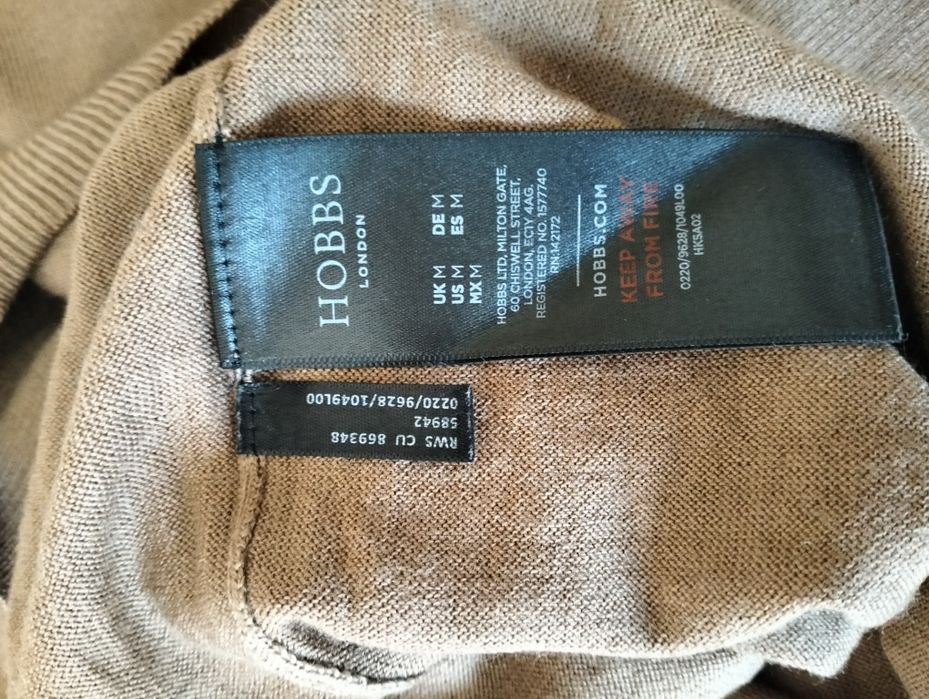 HOBBS
LONDON
UK M DE M
US M ES M
MX M
HOBBS LTD, MILTON GATE,
60 CHISWELL STREET,
LONDON, EC1Y 4AG.
REGISTERED NO. 1577740
RN-142172
HOBBS.COM
KEEP AWAY
FROM FIRE
0220/9628/1049L00
HKSA02
RWS CU 869348
58942
0220/9628/1049L00